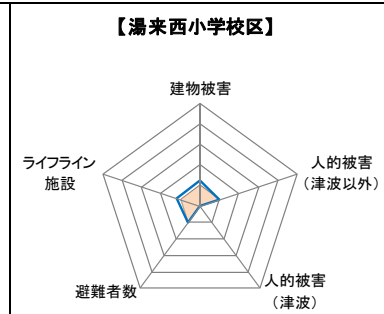 【湯来西小学校区】
建物被害
人的被害
（津波以外）
人的被害
（津波）
避難者数
ライフライン
施設